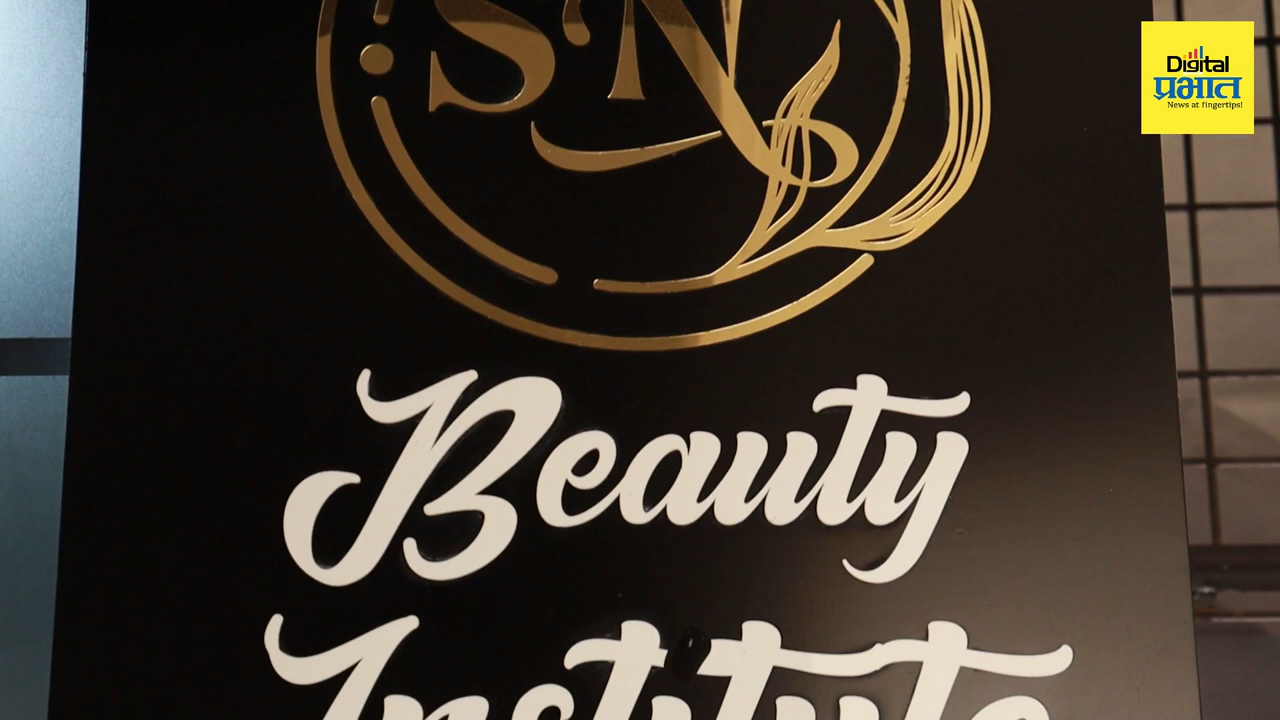 SN
Digital
प्रभात
News at fingertips!
Beauty
Institute